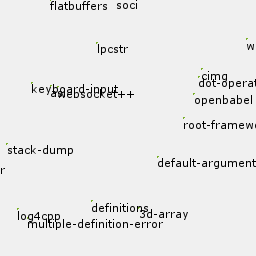 flatbuffers soci
lpcstr
w
cimg
dot-operat
keyboard-input
websocket++
openbabel
root-framewo
stack-dump
default-argument
r
definitions
log4cpp
3d-array
multiple-definition-error